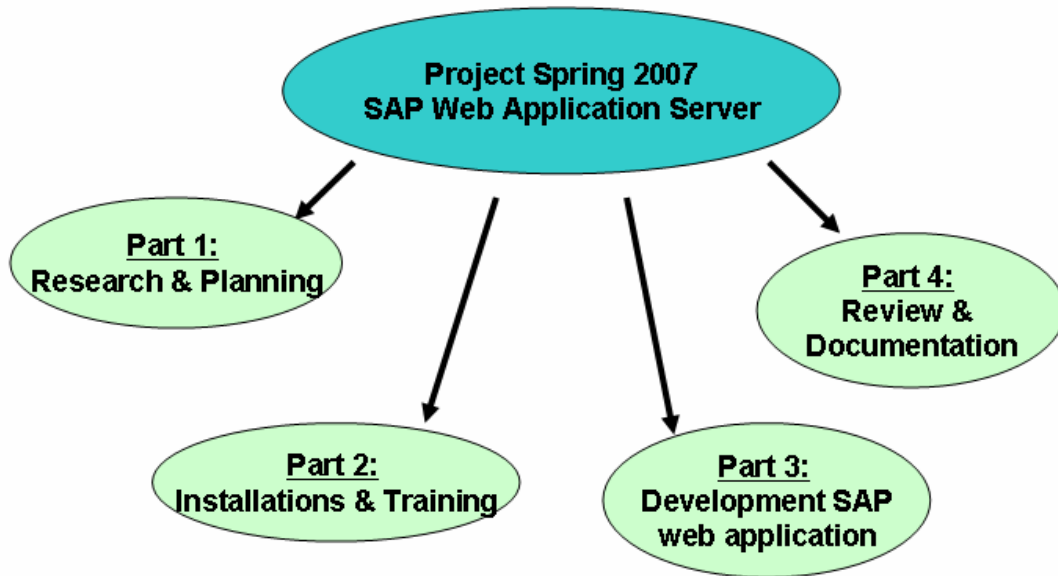 Project Spring 2007
SAP Web Application Server
Part 1:
Research & Planning
Part 2:
Installations & Training
Part 3:
Development SAP
web application
Part 4:
Review &
Documentation